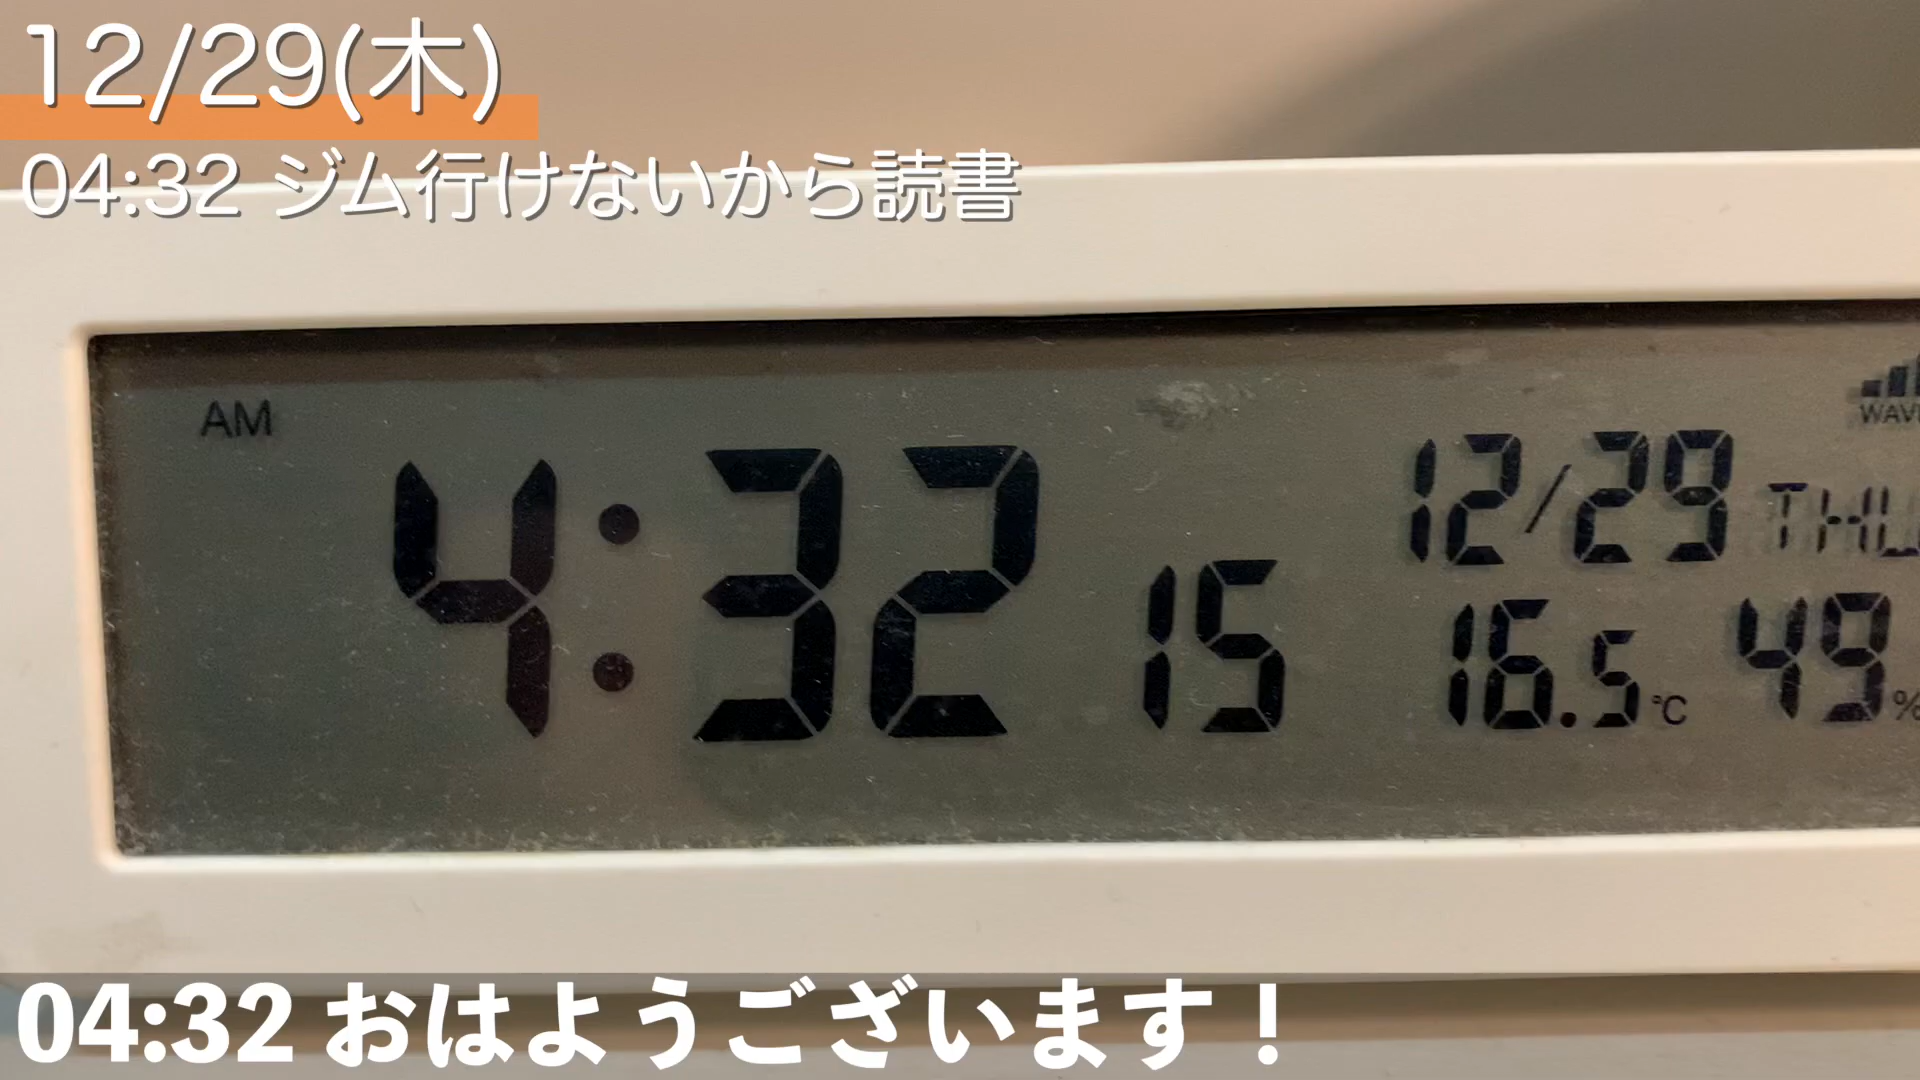 12/29(木)
04:32 ジム行けないから読書
AM
4:32 15
12/29 THU
16.5℃ 49%
04:32 おはようございます！